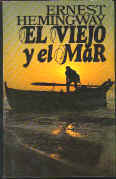 ERNEST
HEMINGWAY
EL VIEJO
y el MAR